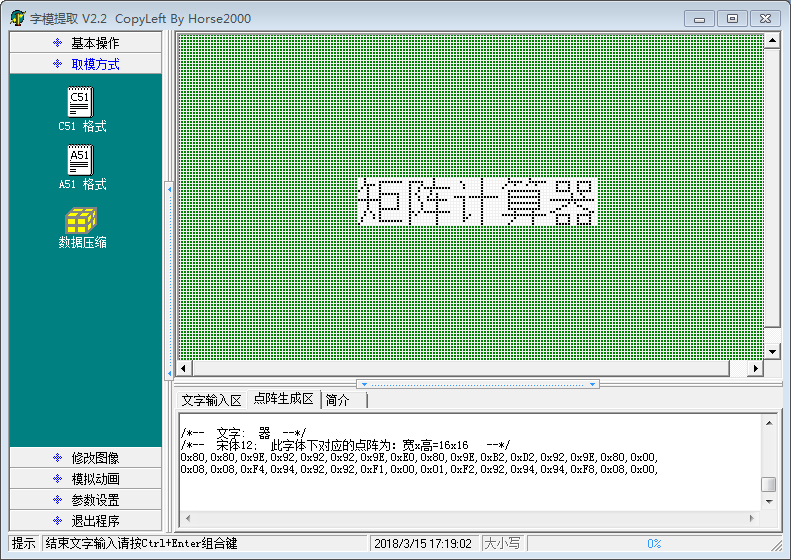 字模提取 V2.2 CopyLeft By Horse2000
基本操作
取模方式
C51
C51 格式
A51
A51 格式
数据压缩
修改图像
模拟动画
参数设置
退出程序
矩阵计算器
文字输入区 点阵生成区 简介
/*--  文字:  器  --*/
/*--  宋体12;  此字体下对应的点阵为：宽x高=16x16   --*/
0x80,0x80,0x9E,0x92,0x92,0x92,0x9E,0xE0,0x80,0x9E,0xB2,0xD2,0x92,0x9E,0x80,0x00,
0x08,0x08,0xF4,0x94,0x92,0x92,0xF1,0x00,0x01,0xF2,0x92,0x94,0x94,0xF8,0x08,0x00,
提示 结束文字输入请按Ctrl+Enter组合键 2018/3/15 17:19:02 大小写 0%